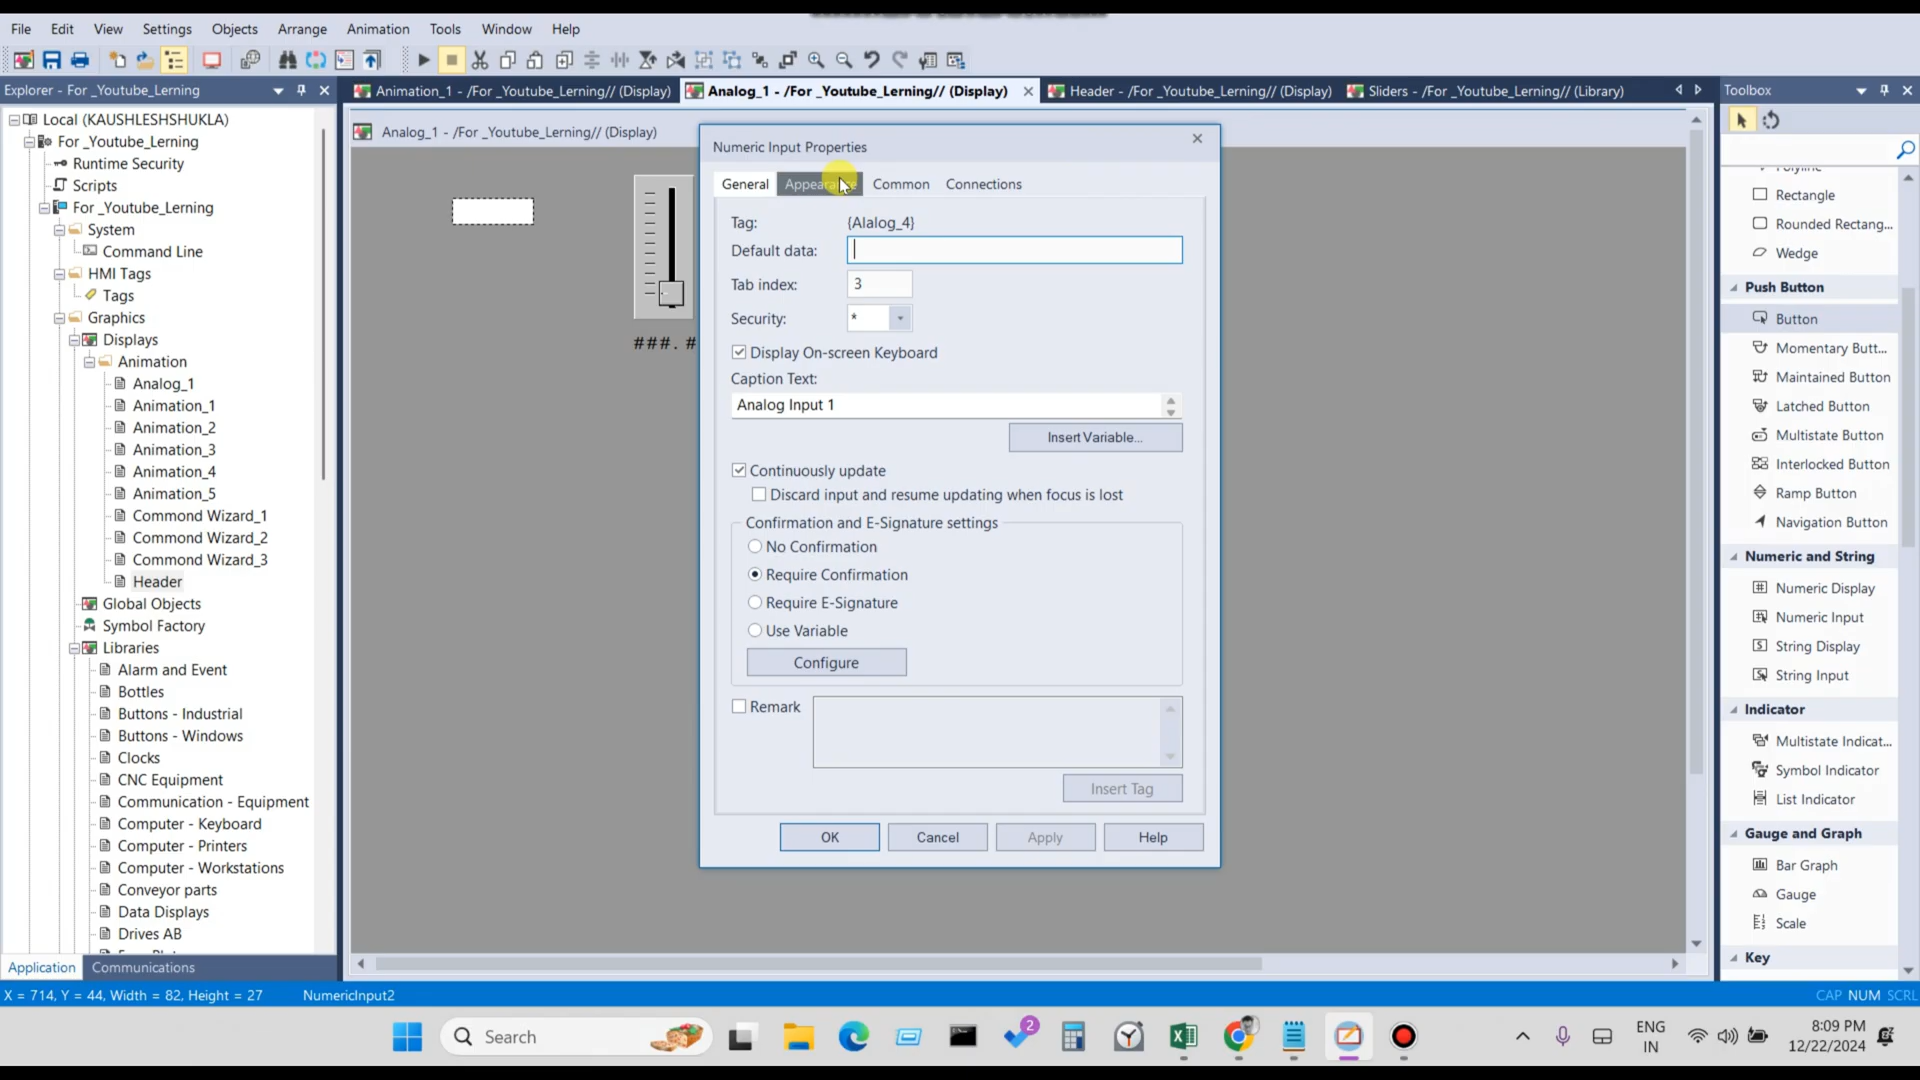 File Edit View Settings Objects Arrange Animation Tools Window Help
Explorer - For _Youtube_Lerning
Animation_1 - /For _Youtube_Lerning// (Display)
Analog_1 - /For _Youtube_Lerning// (Display)
Header - /For _Youtube_Lerning// (Display)
Sliders - /For _Youtube_Lerning// (Library)
Toolbox
Local (KAUSHLESHSHUKLA)
For _Youtube_Lerning
Runtime Security
Scripts
For _Youtube_Lerning
System
Command Line
HMI Tags
Tags
Graphics
Displays
Animation
Analog_1
Animation_1
Animation_2
Animation_3
Animation_4
Animation_5
Commond Wizard_1
Commond Wizard_2
Commond Wizard_3
Header
Global Objects
Symbol Factory
Libraries
Alarm and Event
Bottles
Buttons - Industrial
Buttons - Windows
Clocks
CNC Equipment
Communication - Equipment
Computer - Keyboard
Computer - Printers
Computer - Workstations
Conveyor parts
Data Displays
Drives AB
Application Communications
Analog_1 - /For _Youtube_Lerning// (Display)
###. #
Numeric Input Properties
General Appearance Common Connections
Tag: {Alalog_4}
Default data:
Tab index: 3
Security: *
Display On-screen Keyboard
Caption Text:
Analog Input 1
Insert Variable...
Continuously update
Discard input and resume updating when focus is lost
Confirmation and E-Signature settings
No Confirmation
Require Confirmation
Require E-Signature
Use Variable
Configure
Remark
Insert Tag
OK Cancel Apply Help
Polyline
Rectangle
Rounded Rectang...
Wedge
Push Button
Button
Momentary Butt...
Maintained Button
Latched Button
Multistate Button
Interlocked Button
Ramp Button
Navigation Button
Numeric and String
Numeric Display
Numeric Input
String Display
String Input
Indicator
Multistate Indicat...
Symbol Indicator
List Indicator
Gauge and Graph
Bar Graph
Gauge
Scale
Key
X = 714, Y = 44, Width = 82, Height = 27 NumericInput2
CAP NUM SCRL
Search
2
ENG
IN
8:09 PM
12/22/2024